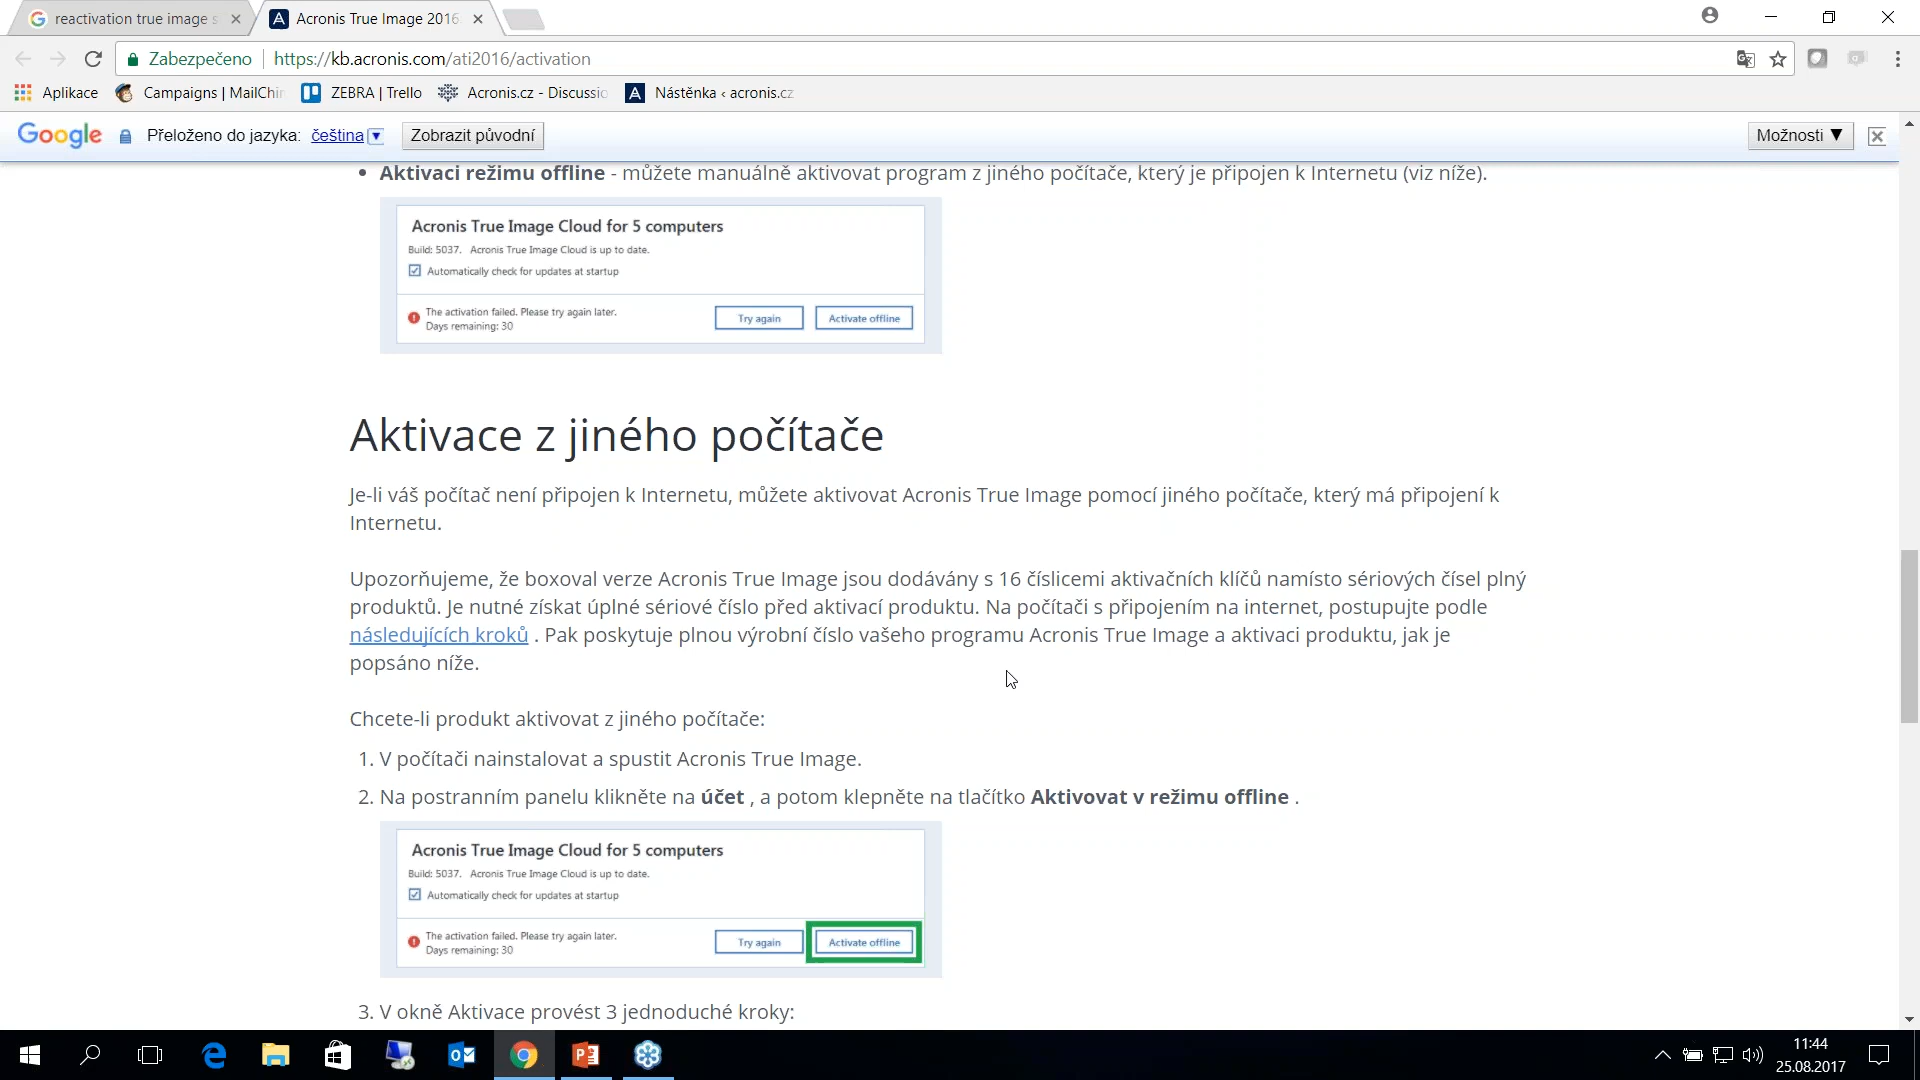 reactivation true image s
Acronis True Image 2016
Zabezpečeno
https://kb.acronis.com/ati2016/activation
Aplikace
Campaigns | MailChi
ZEBRA | Trello
Acronis.cz - Discussio
Nástěnka ‹ acronis.cz
Google
Přeloženo do jazyka: čeština
Zobrazit původní
Možnosti ▼
• Aktivaci režimu offline - můžete manuálně aktivovat program z jiného počítače, který je připojen k Internetu (viz níže).
Acronis True Image Cloud for 5 computers
Build: 5037. Acronis True Image Cloud is up to date.
Automatically check for updates at startup
The activation failed. Please try again later.
Days remaining: 30
Try again
Activate offline
Aktivace z jiného počítače
Je-li váš počítač není připojen k Internetu, můžete aktivovat Acronis True Image pomocí jiného počítače, který má připojení k
Internetu.
Upozorňujeme, že boxoval verze Acronis True Image jsou dodávány s 16 číslicemi aktivačních klíčů namísto sériových čísel plný
produktů. Je nutné získat úplné sériové číslo před aktivací produktu. Na počítači s připojením na internet, postupujte podle
následujících kroků . Pak poskytuje plnou výrobní číslo vašeho programu Acronis True Image a aktivaci produktu, jak je
popsáno níže.
Chcete-li produkt aktivovat z jiného počítače:
1. V počítači nainstalovat a spustit Acronis True Image.
2. Na postranním panelu klikněte na účet , a potom klepněte na tlačítko Aktivovat v režimu offline .
Acronis True Image Cloud for 5 computers
Build: 5037. Acronis True Image Cloud is up to date.
Automatically check for updates at startup
The activation failed. Please try again later.
Days remaining: 30
Try again
Activate offline
3. V okně Aktivace provést 3 jednoduché kroky:
11:44
25.08.2017